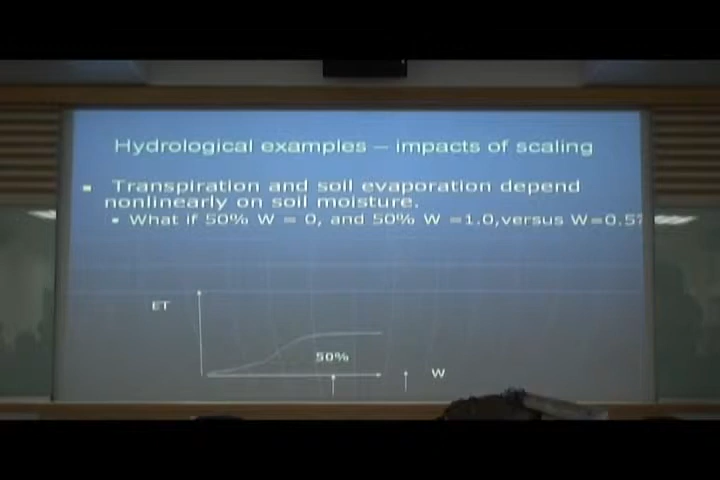 Hydrological examples – impacts of scaling
Transpiration and soil evaporation depend
nonlinearly on soil moisture.
What if 50% W = 0, and 50% W =1.0,versus W=0.5?
ET
50%
W